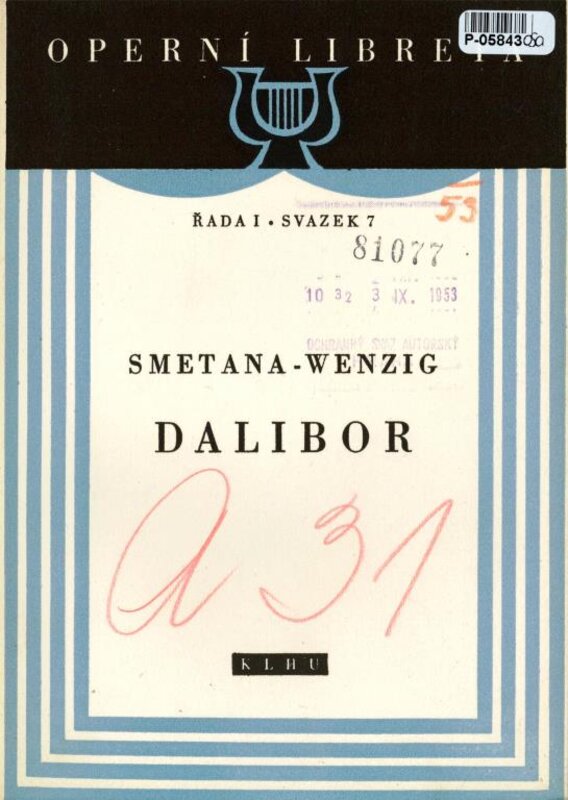 OPERNÍ LIBRETA
P-05843
ŘADA I • SVAZEK 7
53
81077
10 32 3 IX. 1953
OCHRANNÝ SVAZ AUTORSKÝ
SMETANA-WENZIG
DALIBOR
A 31
KLHU